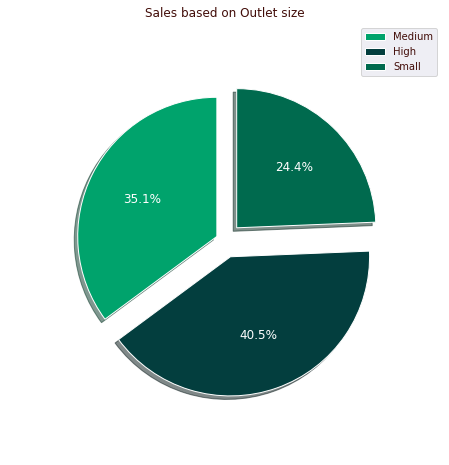 Sales based on Outlet size
Medium
High
Small
24.4%
35.1%
40.5%